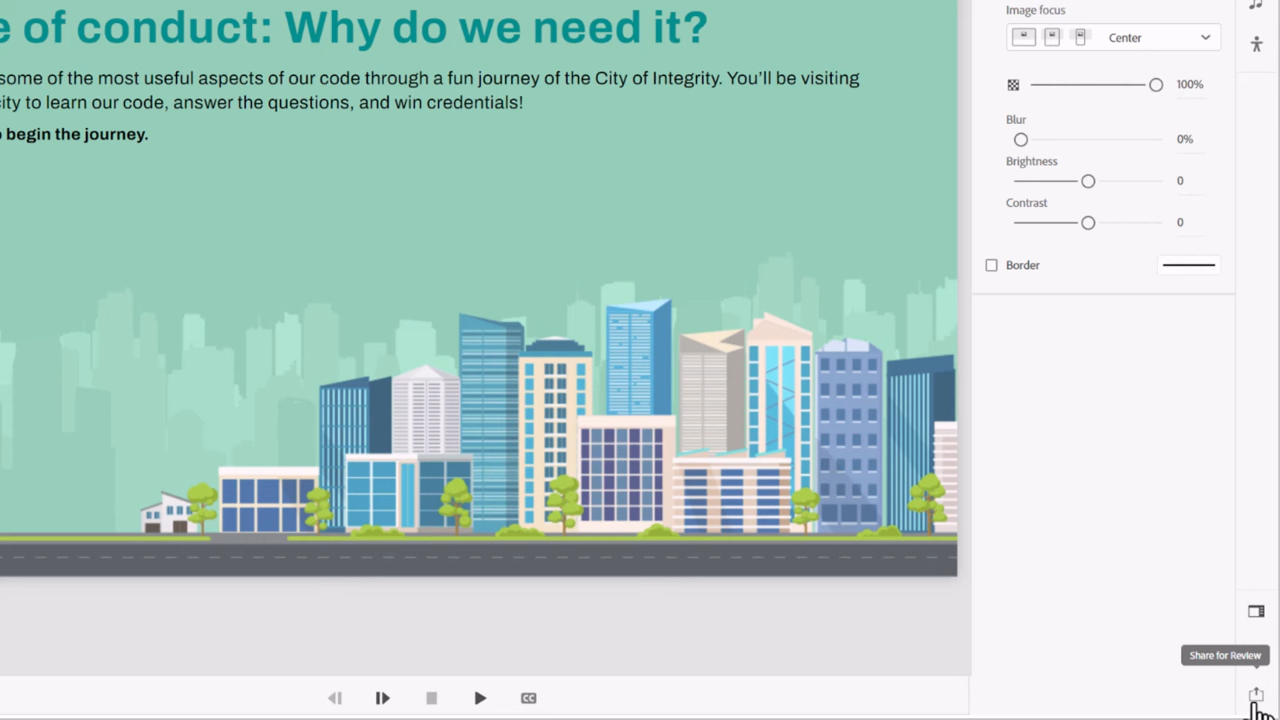 e of conduct: Why do we need it?
some of the most useful aspects of our code through a fun journey of the City of Integrity. You'll be visiting
city to learn our code, answer the questions, and win credentials!
begin the journey.
Image focus
Center
100%
Blur
0%
Brightness
0
Contrast
0
Border
Share for Review
CC